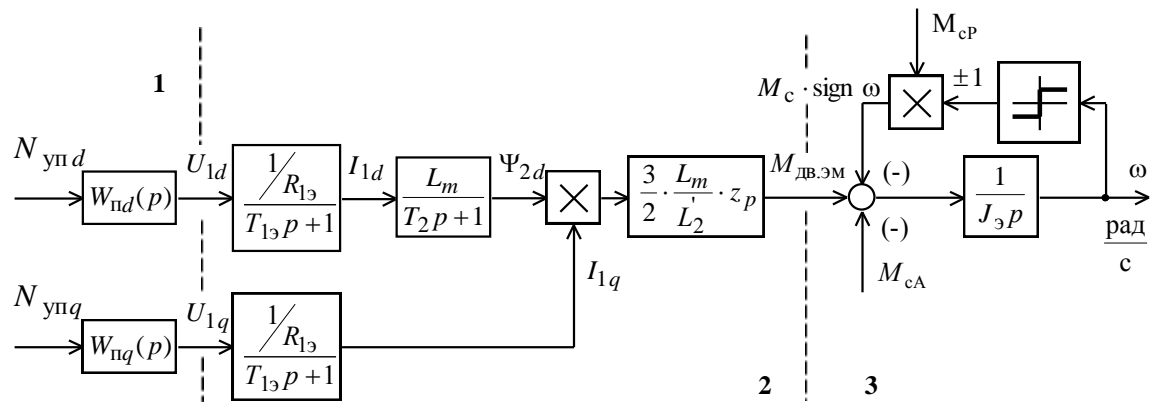 M_cP
1
M_c · sign ω
×
±1
N_уп d
U_1d
I_1d
Ψ_2d
M_дв.эм
(-)
ω
W_пd(p)
1/R_1э
T_1э p + 1
L_m
T_2 p + 1
×
3/2 · L_m/L'_2 · z_p
1
J_э p
(-)
рад
с
I_1q
M_cA
N_упq
U_1q
W_пq(p)
1/R_1э
T_1э p + 1
2
3